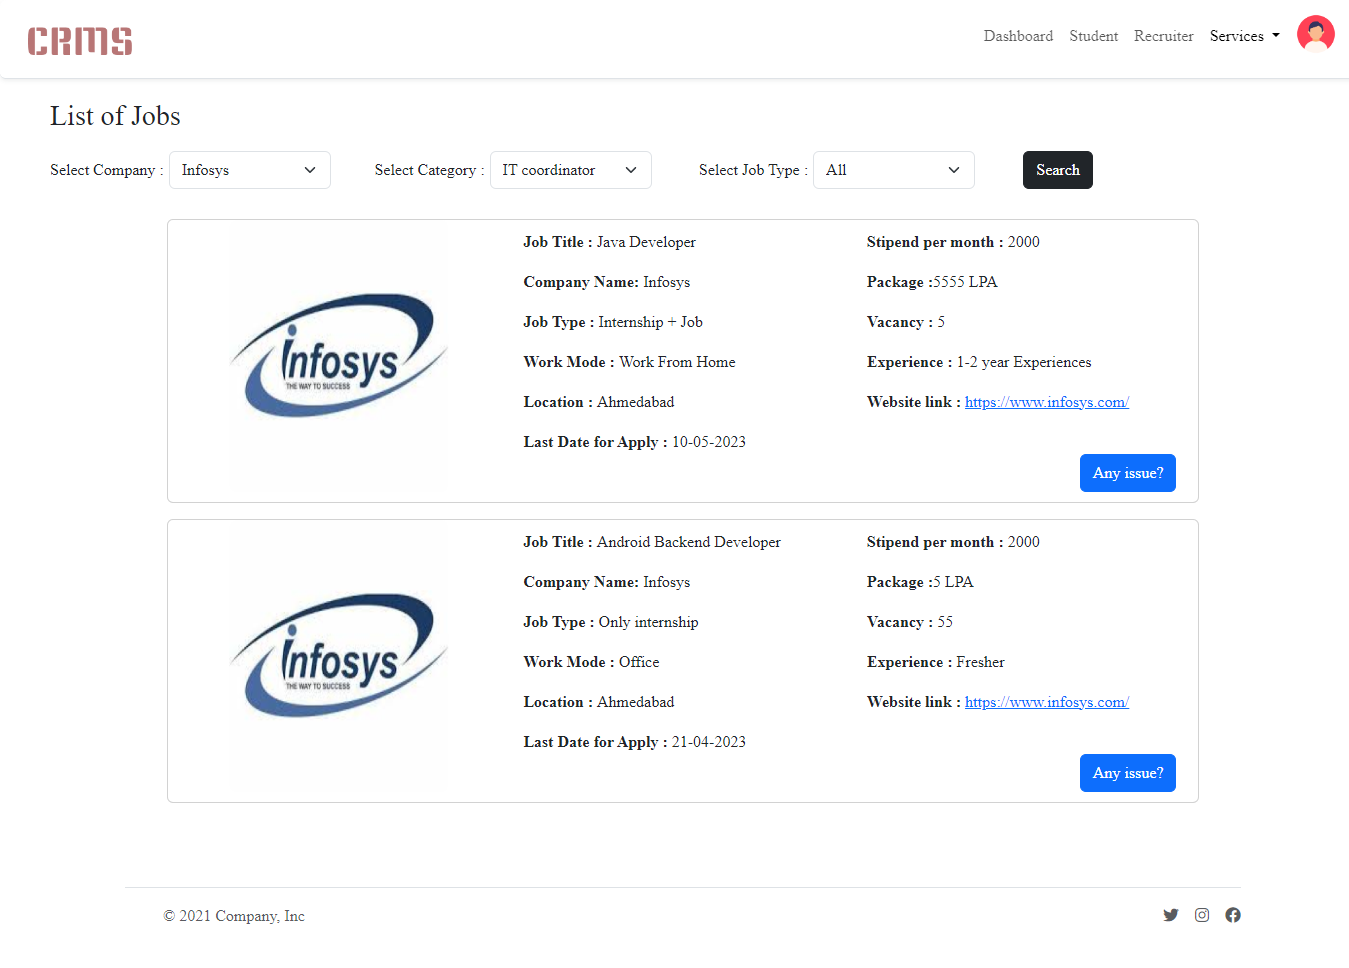 CRMS
Dashboard Student Recruiter Services
List of Jobs
Select Company : Infosys Select Category : IT coordinator Select Job Type : All Search
Infosys
THE WAY TO SUCCESS
Job Title : Java Developer
Company Name: Infosys
Job Type : Internship + Job
Work Mode : Work From Home
Location : Ahmedabad
Last Date for Apply : 10-05-2023
Stipend per month : 2000
Package :5555 LPA
Vacancy : 5
Experience : 1-2 year Experiences
Website link : https://www.infosys.com/
Any issue?
Infosys
THE WAY TO SUCCESS
Job Title : Android Backend Developer
Company Name: Infosys
Job Type : Only internship
Work Mode : Office
Location : Ahmedabad
Last Date for Apply : 21-04-2023
Stipend per month : 2000
Package :5 LPA
Vacancy : 55
Experience : Fresher
Website link : https://www.infosys.com/
Any issue?
© 2021 Company, Inc